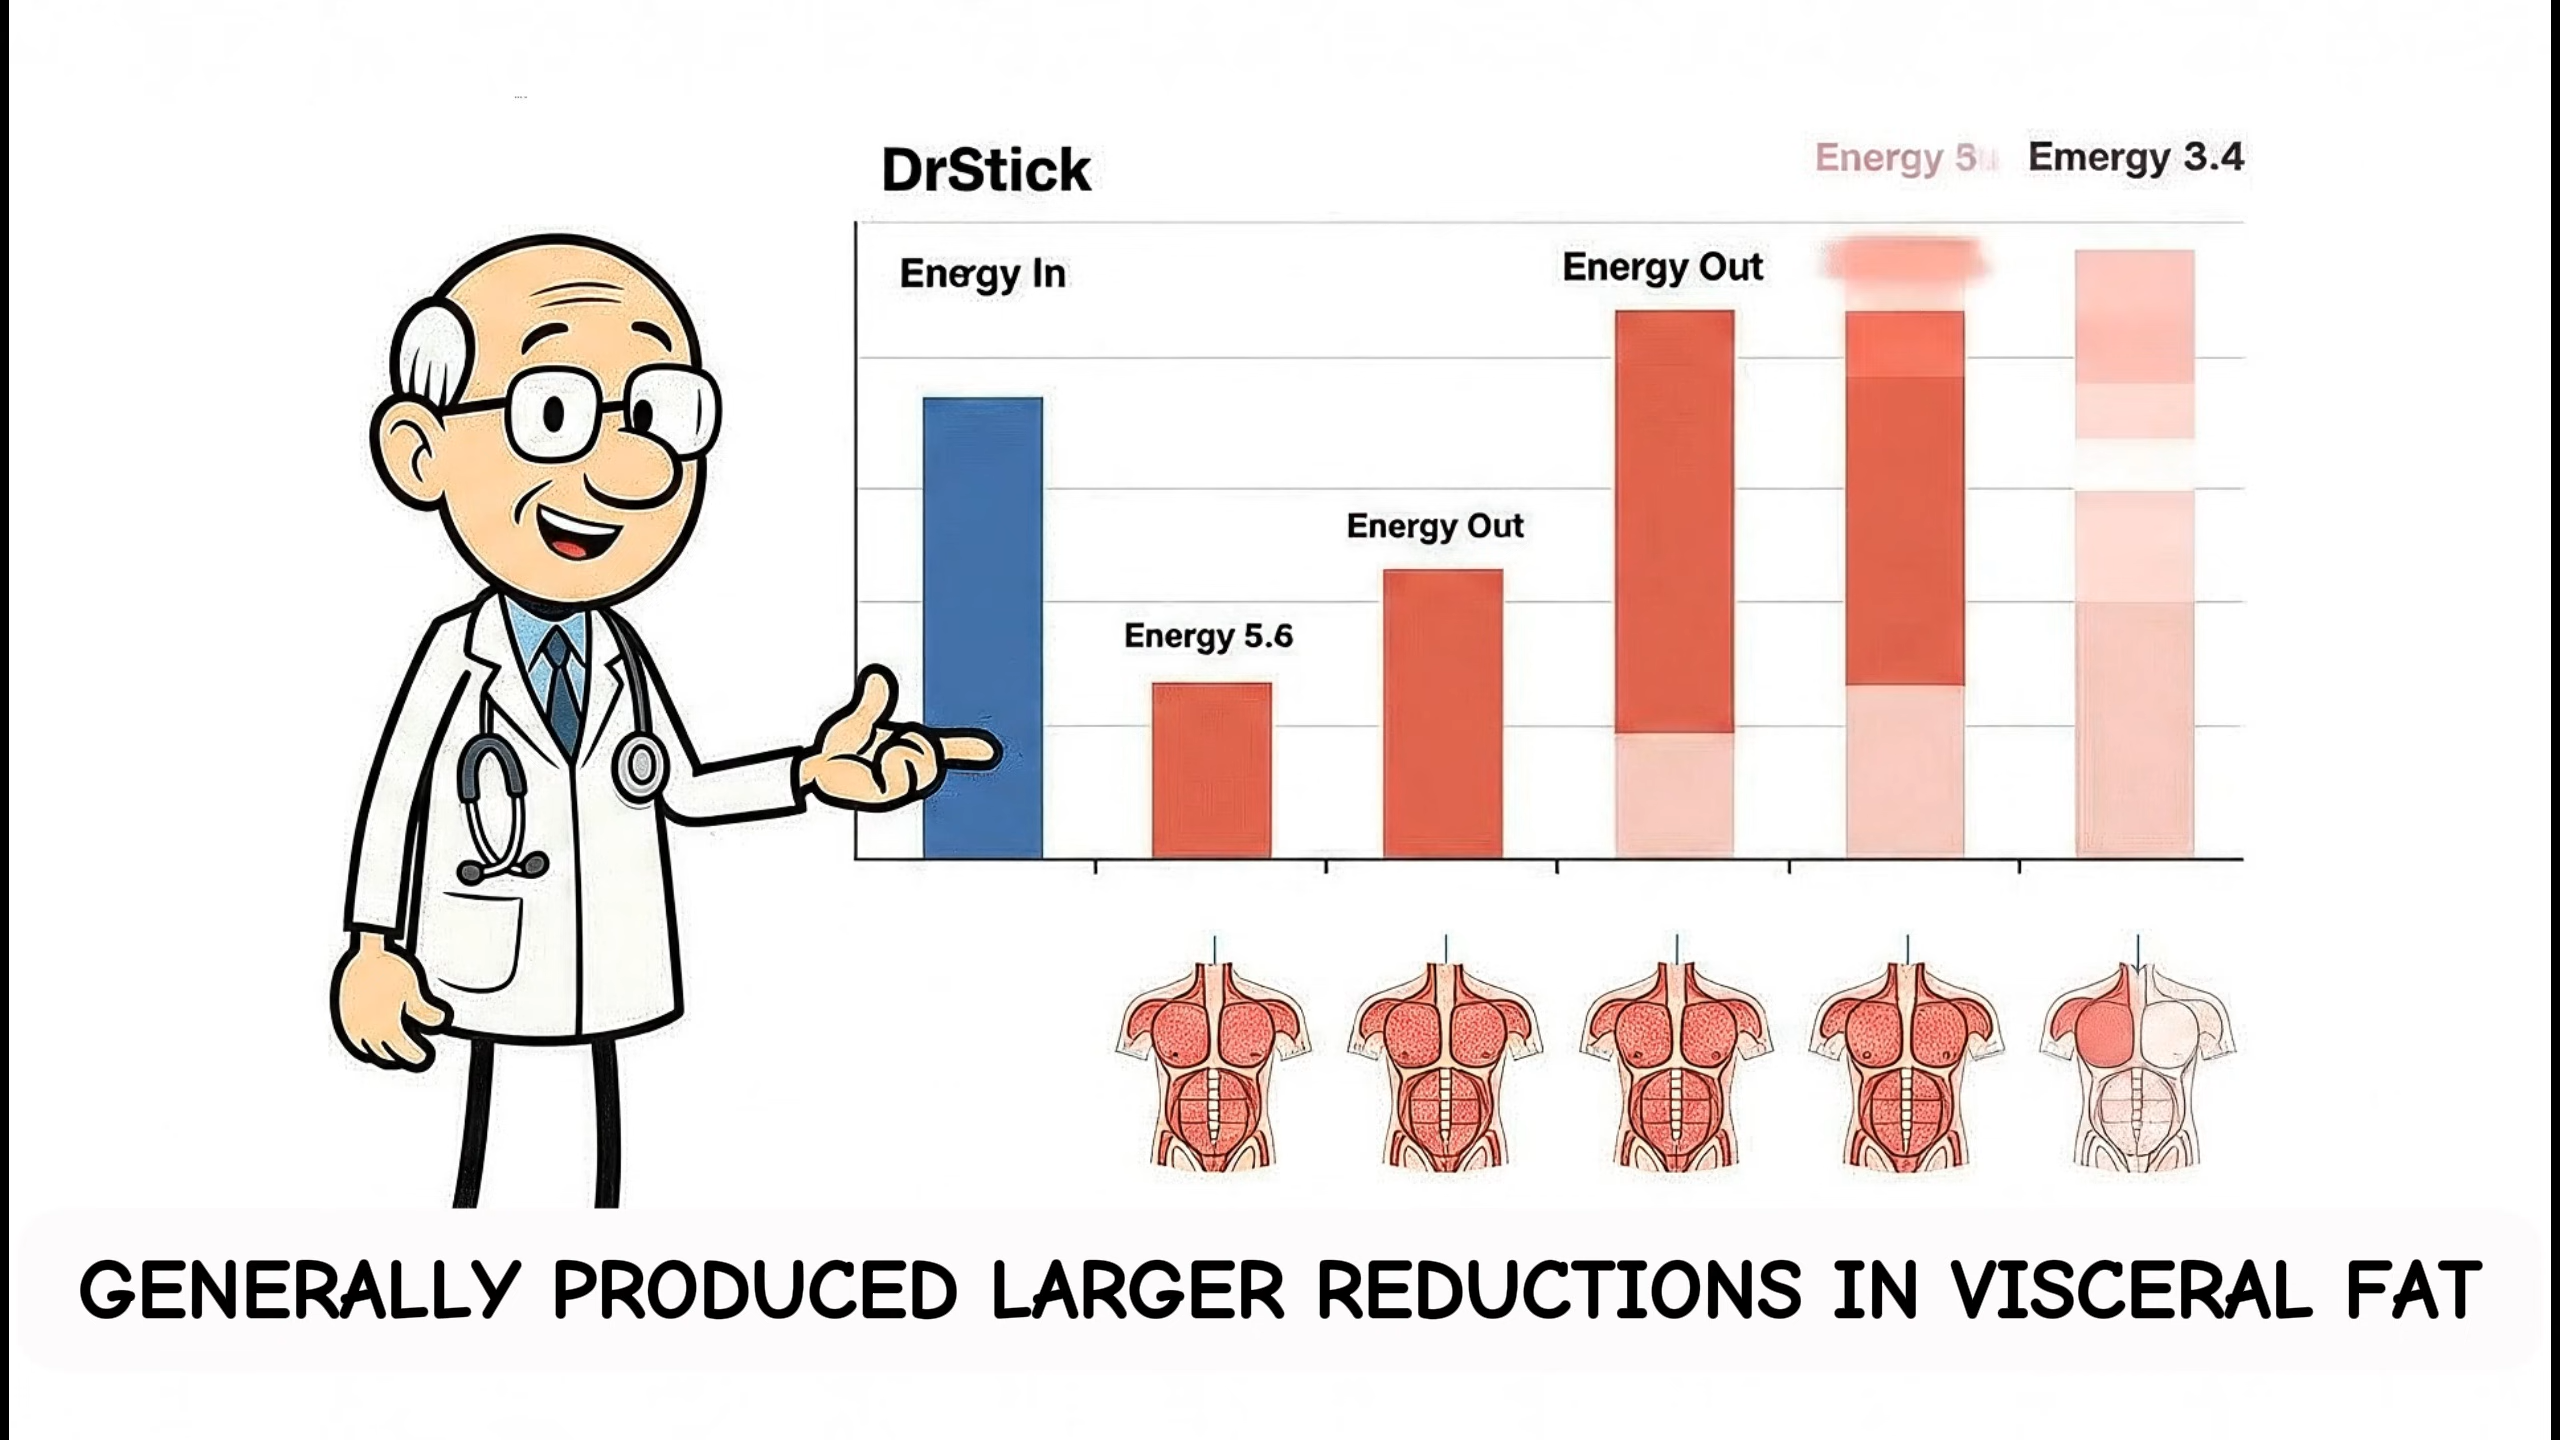 DrStick
Energy In
Energy 5.6
Energy Out
Energy Out
Energy
Emergy 3.4
GENERALLY PRODUCED LARGER REDUCTIONS IN VISCERAL FAT